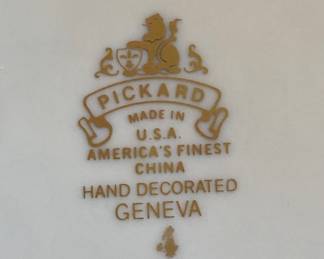 PICKARD
MADE IN
U.S.A.
AMERICA'S FINEST
CHINA
HAND DECORATED
GENEVA